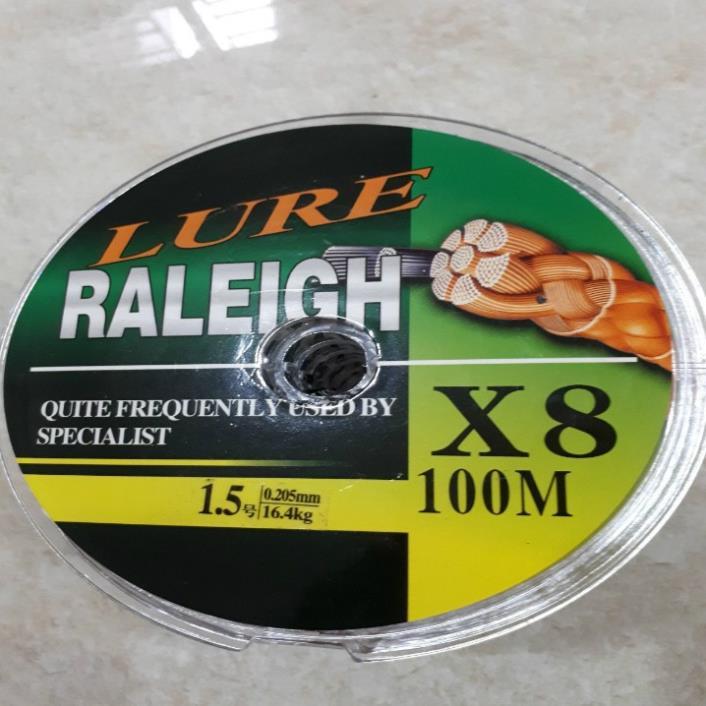 LURE
RALEIGH
QUITE FREQUENTLY USED BY
SPECIALIST
X8
100M
1.5号 0.205mm
16.4kg